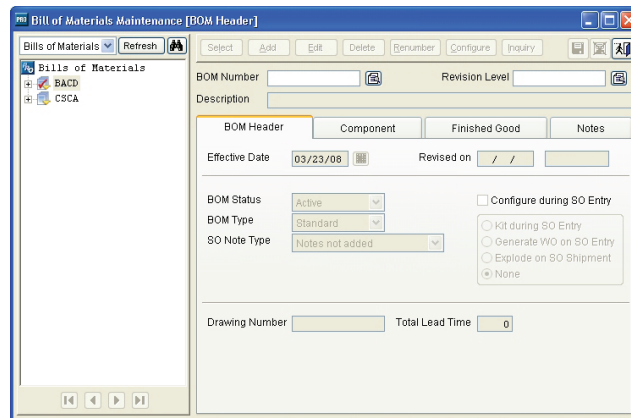 PRO Bill of Materials Maintenance [BOM Header]
Bills of Materials Refresh Select Add Edit Delete Renumber Configure Inquiry
Bills of Materials
BACD
CSCA
BOM Number Revision Level
Description
BOM Header Component Finished Good Notes
Effective Date 03/23/08 Revised on / /
BOM Status Active Configure during SO Entry
BOM Type Standard Kit during SO Entry
SO Note Type Notes not added Generate WO on SO Entry
Explode on SO Shipment
None
Drawing Number Total Lead Time 0